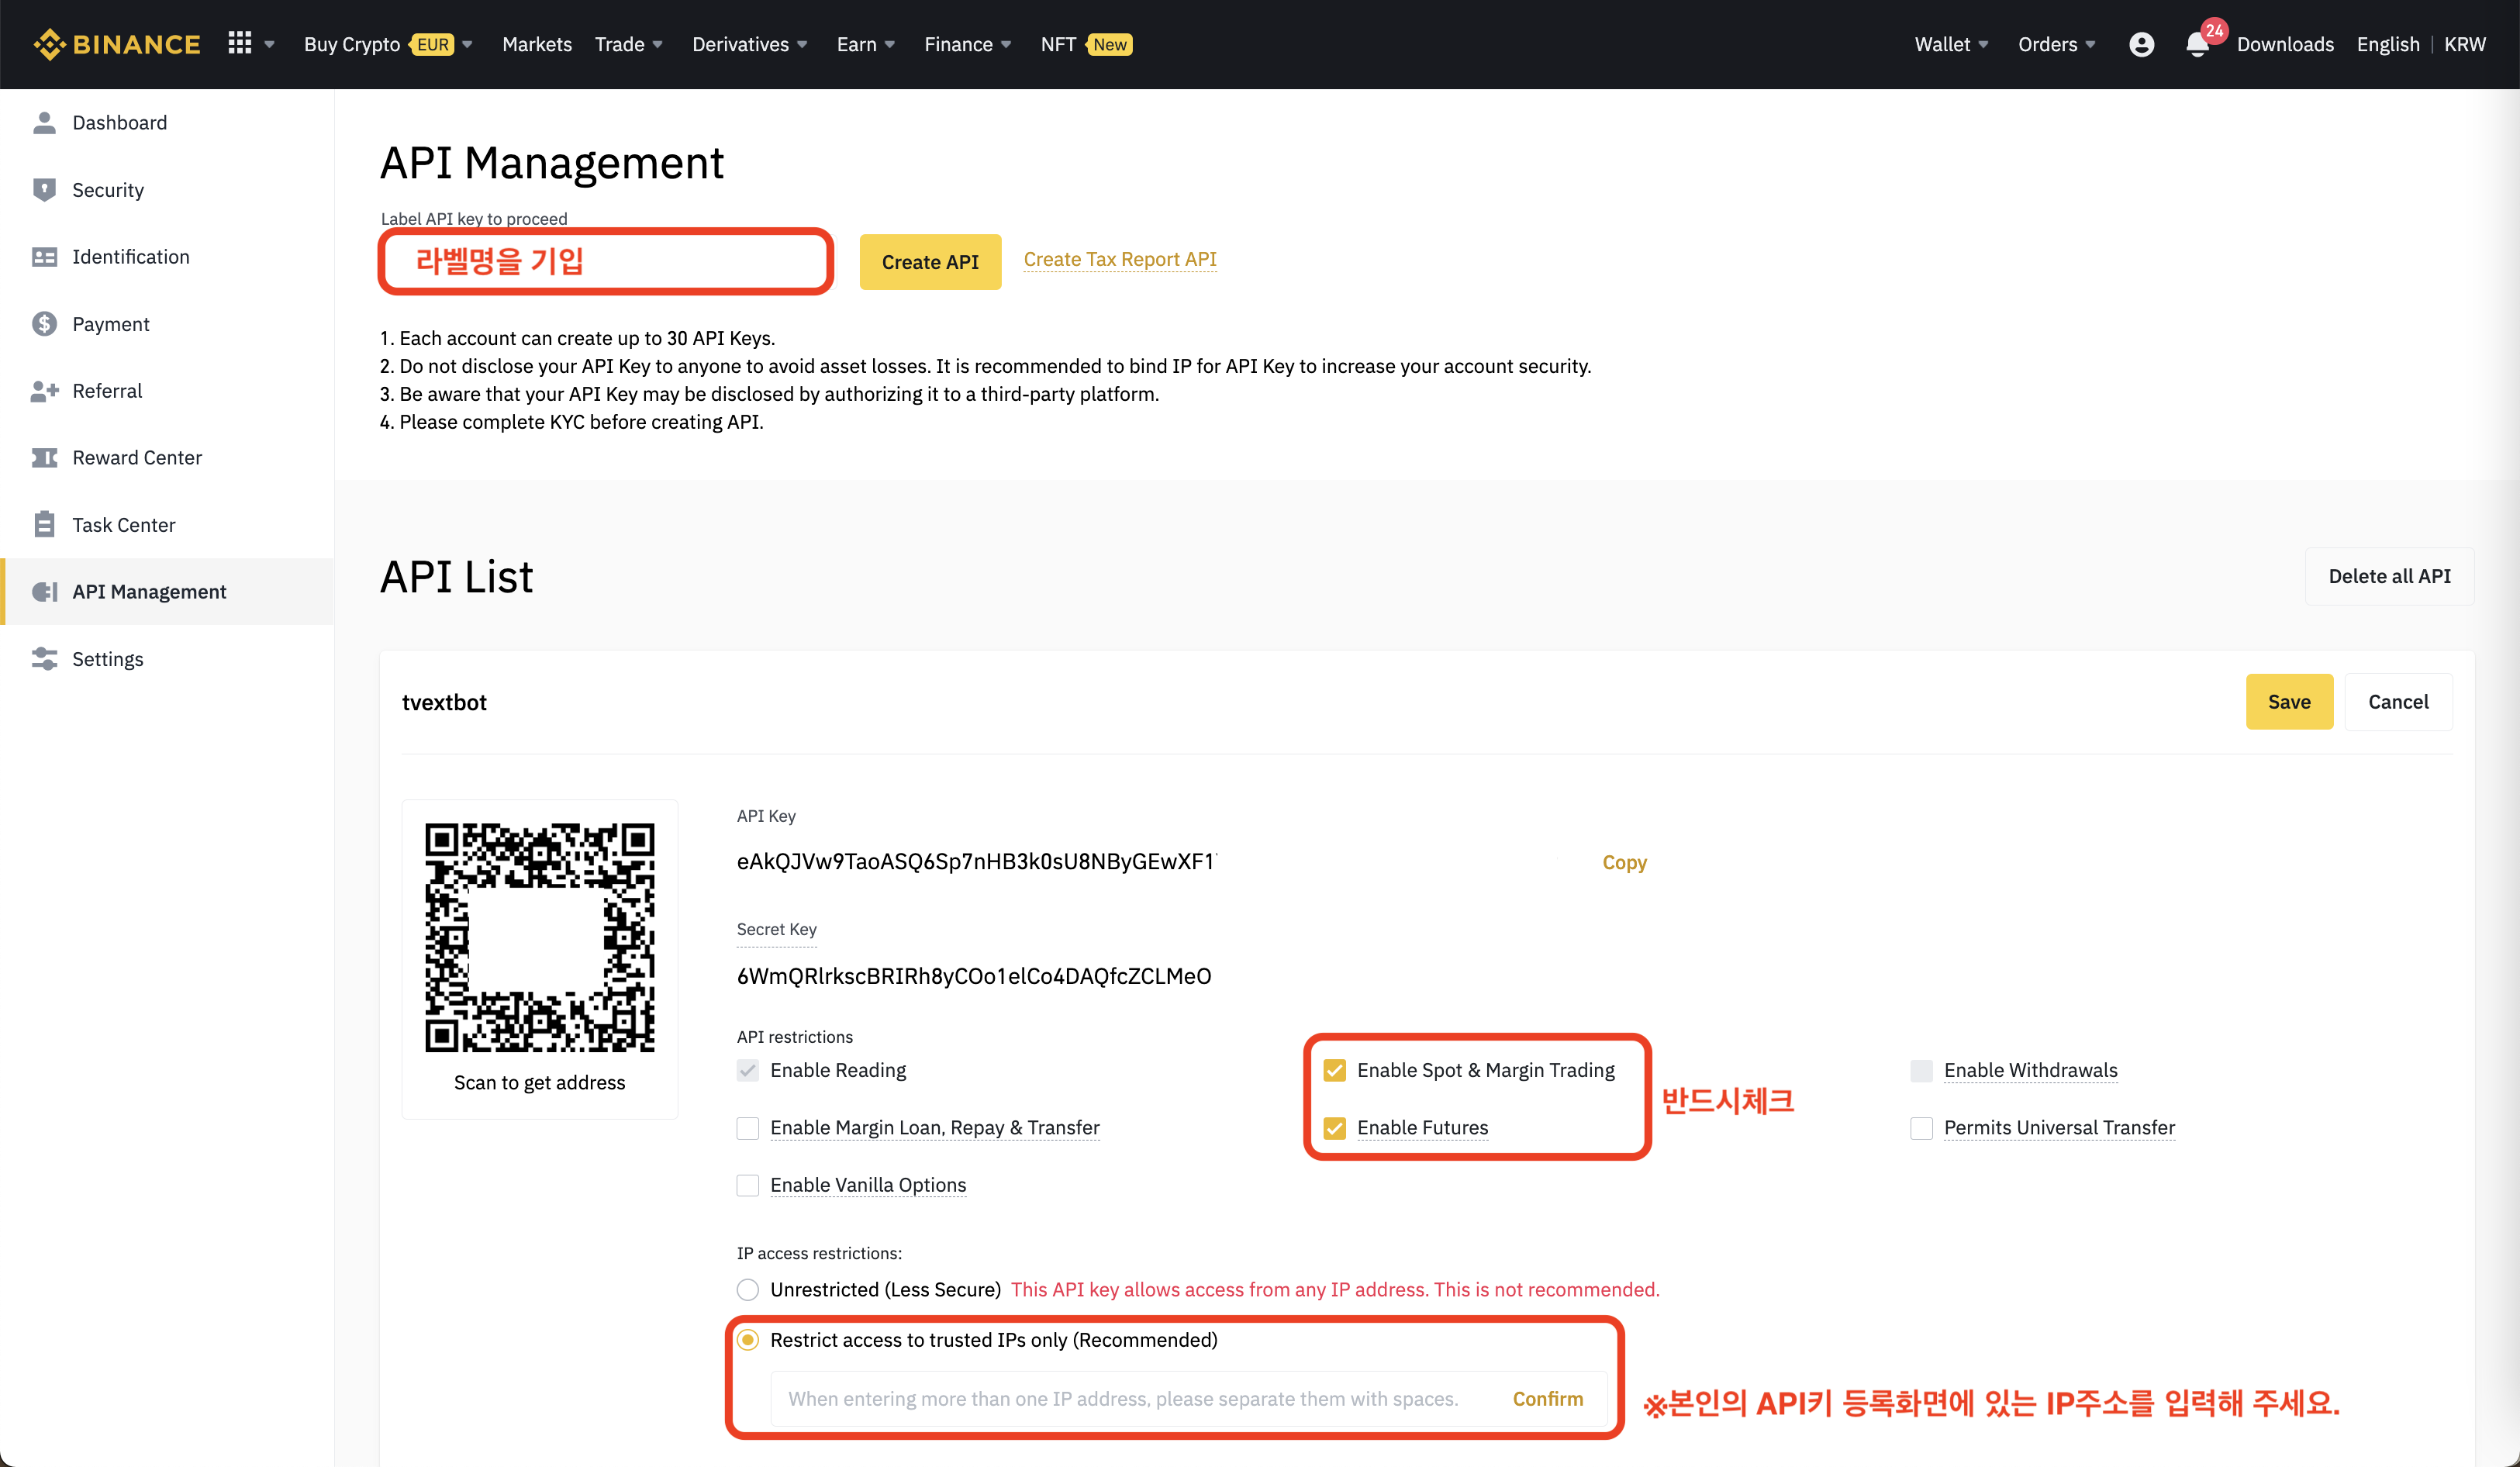 BINANCE
Buy Crypto EUR
Markets
Trade
Derivatives
Earn
Finance
NFT New
Wallet
Orders
24
Downloads
English | KRW
Dashboard
Security
Identification
Payment
Referral
Reward Center
Task Center
API Management
Settings
API Management
Label API key to proceed
라벨명을 기입
Create API
Create Tax Report API
1. Each account can create up to 30 API Keys.
2. Do not disclose your API Key to anyone to avoid asset losses. It is recommended to bind IP for API Key to increase your account security.
3. Be aware that your API Key may be disclosed by authorizing it to a third-party platform.
4. Please complete KYC before creating API.
API List
Delete all API
tvextbot
Save
Cancel
Scan to get address
API Key
eAkQJVw9TaoASQ6Sp7nHB3k0sU8NByGEwXF1
Copy
Secret Key
6WmQRlrkscBRIRh8yCOo1elCo4DAQfcZCLMeO
API restrictions
Enable Reading
Enable Spot & Margin Trading
Enable Withdrawals
반드시체크
Enable Margin Loan, Repay & Transfer
Enable Futures
Permits Universal Transfer
Enable Vanilla Options
IP access restrictions:
Unrestricted (Less Secure) This API key allows access from any IP address. This is not recommended.
Restrict access to trusted IPs only (Recommended)
When entering more than one IP address, please separate them with spaces.
Confirm
※본인의 API키 등록화면에 있는 IP주소를 입력해 주세요.